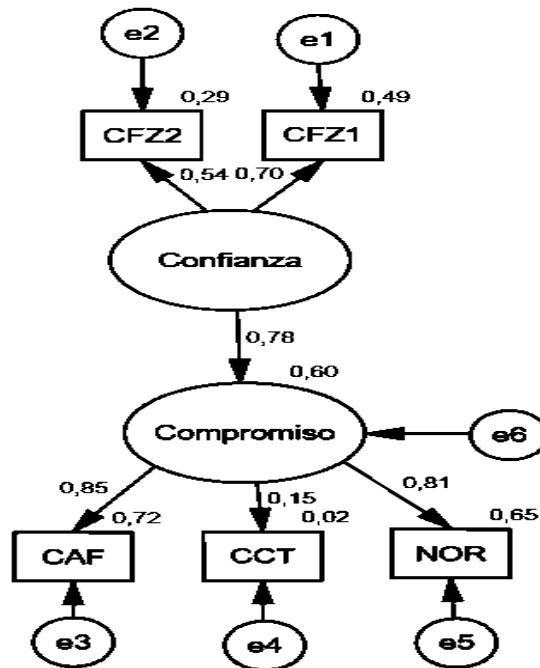 e2
e1
0,29
0,49
CFZ2
CFZ1
0,54
0,70
Confianza
0,78
0,60
Compromiso
e6
0,85
0,15
0,81
0,72
0,02
0,65
CAF
CCT
NOR
e3
e4
e5